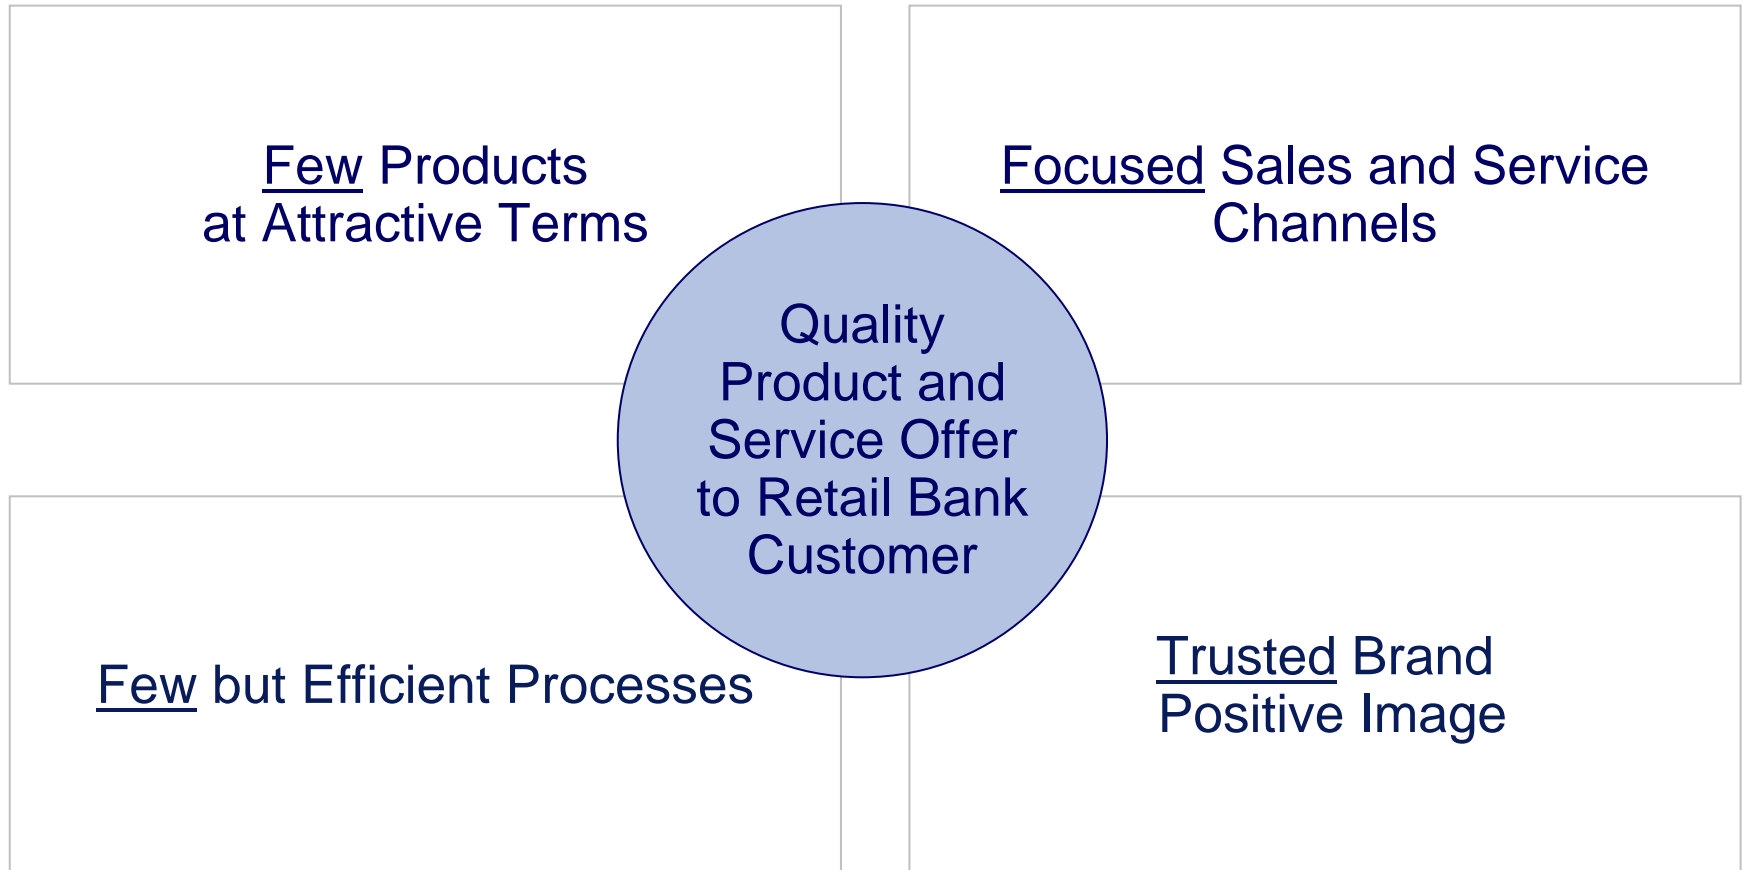 Few Products
at Attractive Terms
Focused Sales and Service
Channels
Quality
Product and
Service Offer
to Retail Bank
Customer
Few but Efficient Processes
Trusted Brand
Positive Image